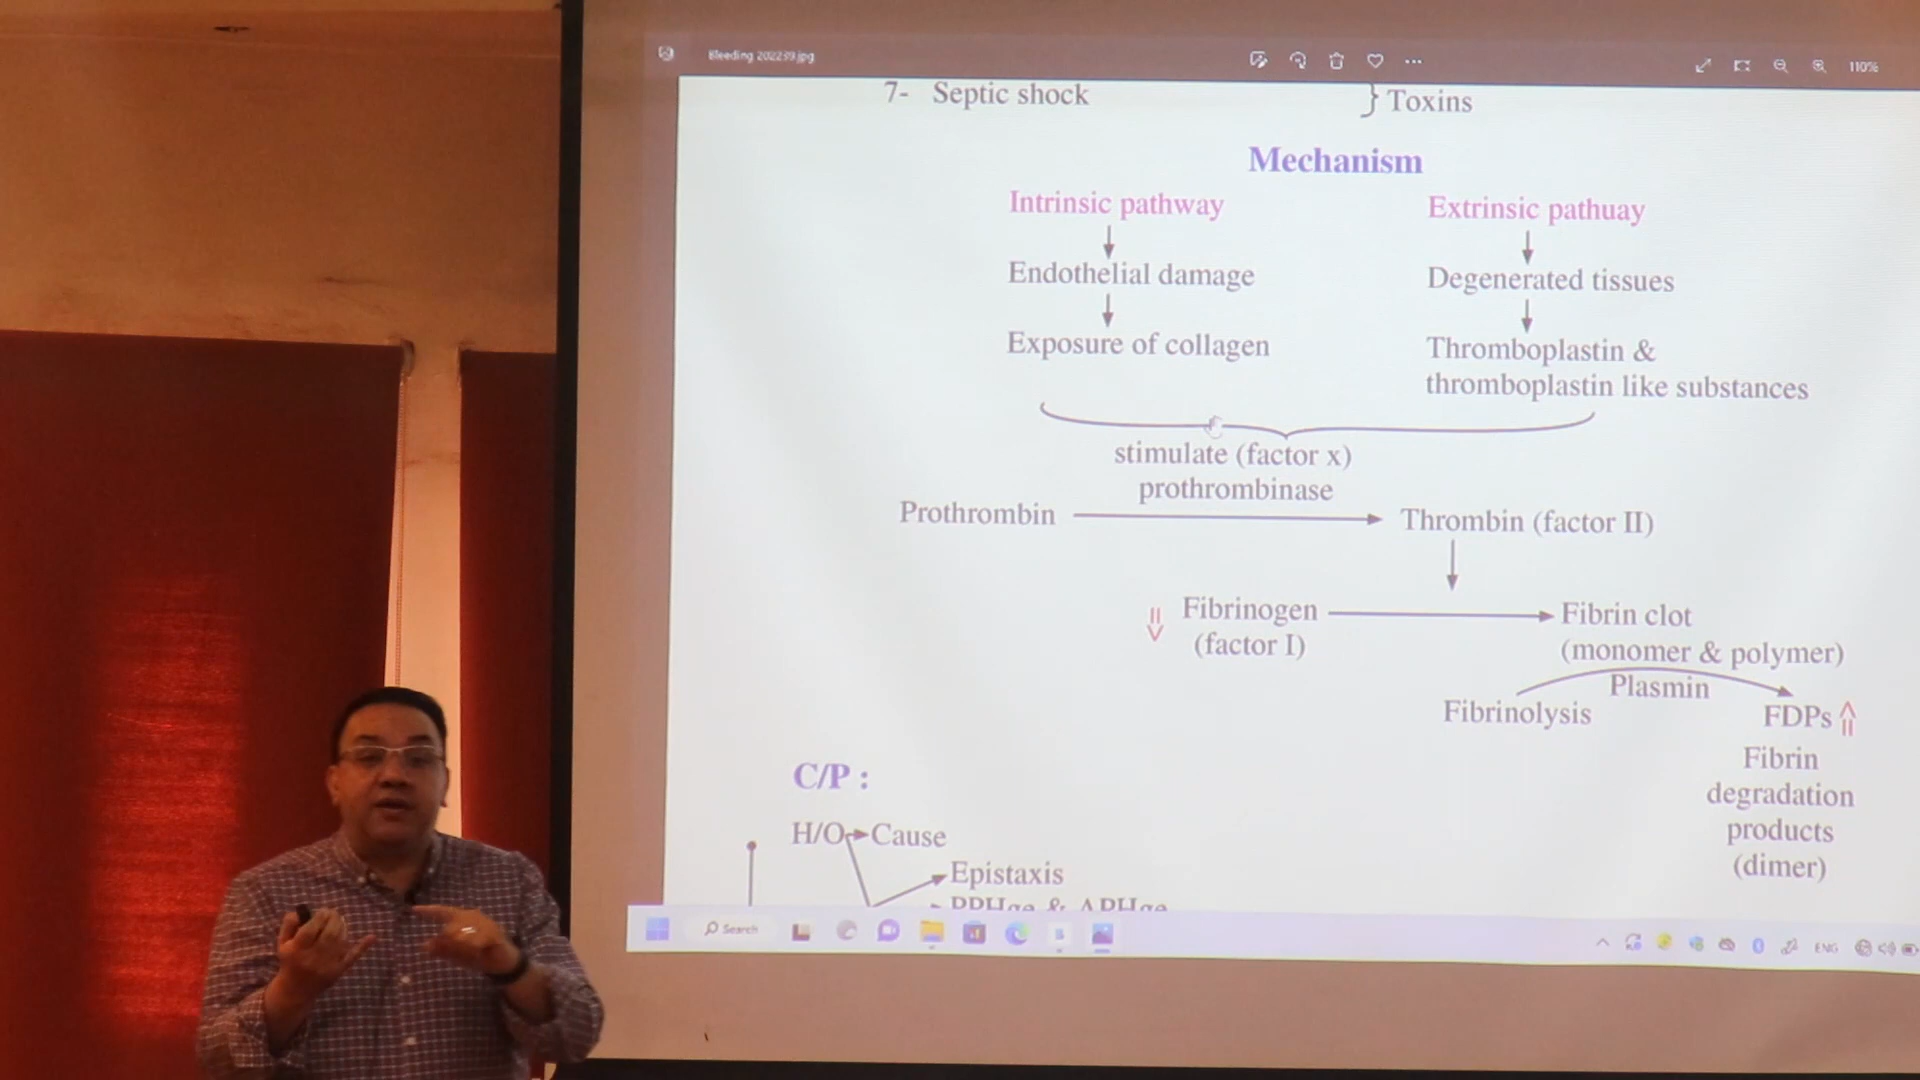 Bleeding 202239.jpg
110%
7- Septic shock } Toxins
Mechanism
Intrinsic pathway
Extrinsic pathuay
Endothelial damage
Degenerated tissues
Exposure of collagen
Thromboplastin &
thromboplastin like substances
stimulate (factor x)
prothrombinase
Prothrombin
Thrombin (factor II)
Fibrinogen
(factor I)
Fibrin clot
(monomer & polymer)
Plasmin
Fibrinolysis
FDPs
Fibrin
degradation
products
(dimer)
C/P :
H/O
Cause
Epistaxis
Search
ENG